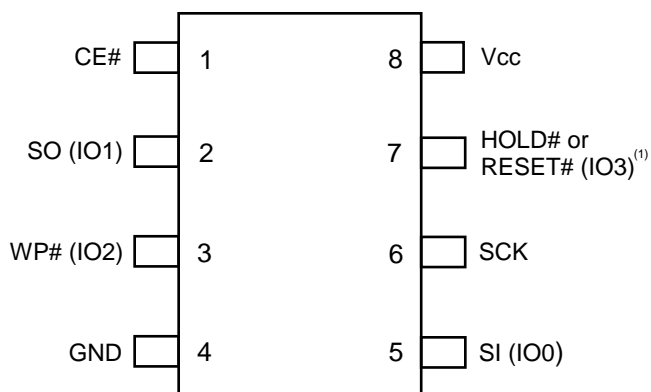 CE# 1 8 Vcc
SO (IO1) 2 7 HOLD# or
RESET# (IO3)(1)
WP# (IO2) 3 6 SCK
GND 4 5 SI (IO0)